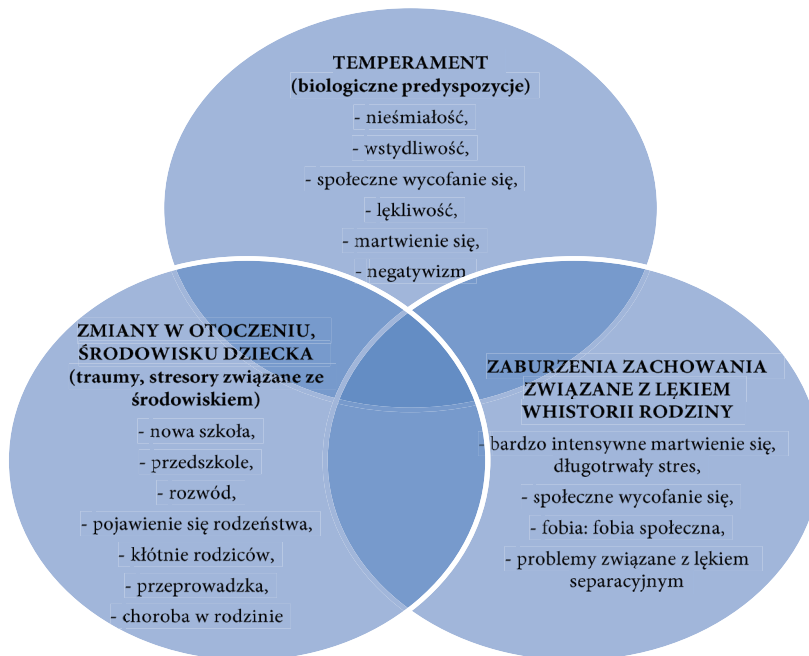 TEMPERAMENT
(biologiczne predyspozycje)
- nieśmiałość,
- wstydliwość,
- społeczne wycofanie się,
- lękliwość,
- martwienie się,
- negatywizm
ZMIANY W OTOCZENIU,
ŚRODOWISKU DZIECKA
(traumy, stresory związane ze
środowiskiem)
- nowa szkoła,
- przedszkole,
- rozwód,
- pojawienie się rodzeństwa,
- kłótnie rodziców,
- przeprowadzka,
- choroba w rodzinie
ZABURZENIA ZACHOWANIA
ZWIĄZANE Z LĘKIEM
WHISTORII RODZINY
- bardzo intensywne martwienie się,
długotrwały stres,
- społeczne wycofanie się,
- fobia: fobia społeczna,
- problemy związane z lękiem
separacyjnym